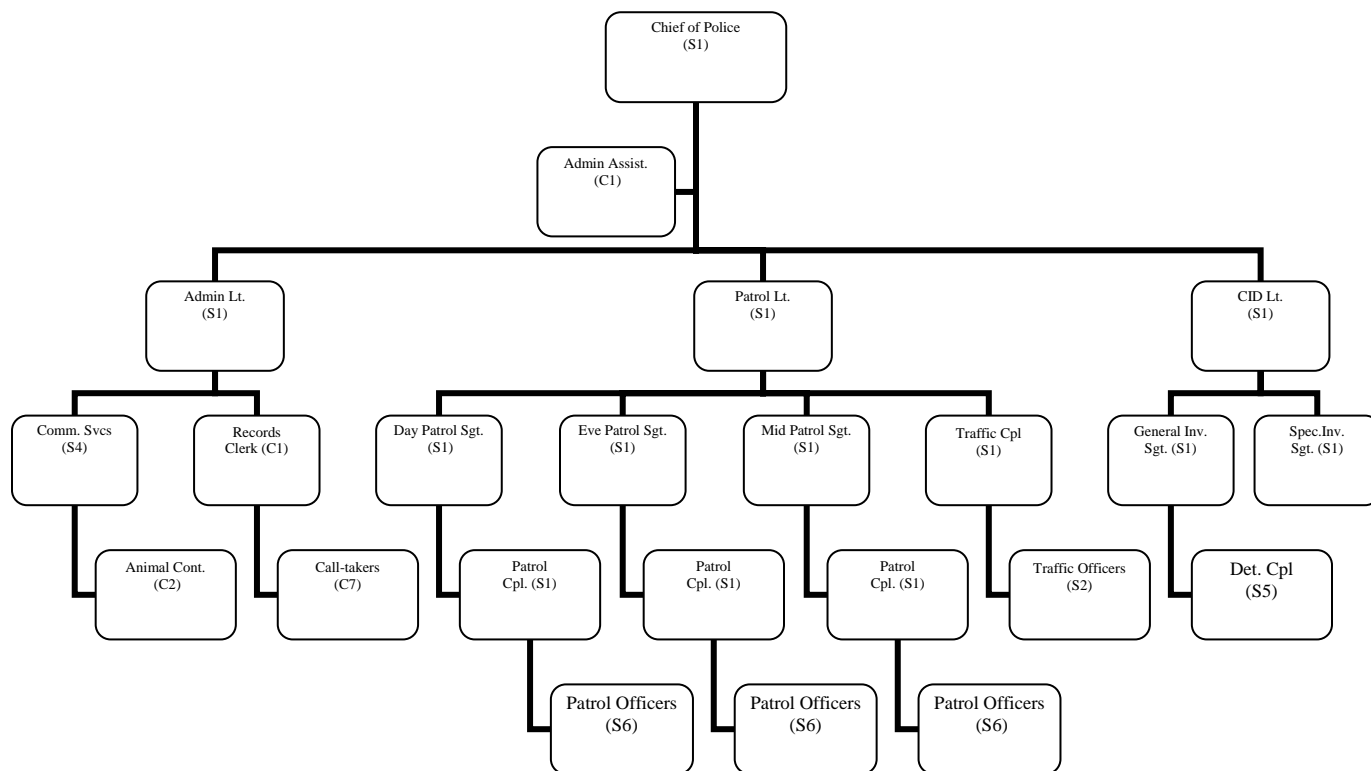 Chief of Police
(S1)
Admin Assist.
(C1)
Admin Lt.
(S1)
Patrol Lt.
(S1)
CID Lt.
(S1)
Comm. Svcs
(S4)
Records
Clerk (C1)
Day Patrol Sgt.
(S1)
Eve Patrol Sgt.
(S1)
Mid Patrol Sgt.
(S1)
Traffic Cpl
(S1)
General Inv.
Sgt. (S1)
Spec.Inv.
Sgt. (S1)
Animal Cont.
(C2)
Call-takers
(C7)
Patrol
Cpl. (S1)
Patrol
Cpl. (S1)
Patrol
Cpl. (S1)
Traffic Officers
(S2)
Det. Cpl
(S5)
Patrol Officers
(S6)
Patrol Officers
(S6)
Patrol Officers
(S6)